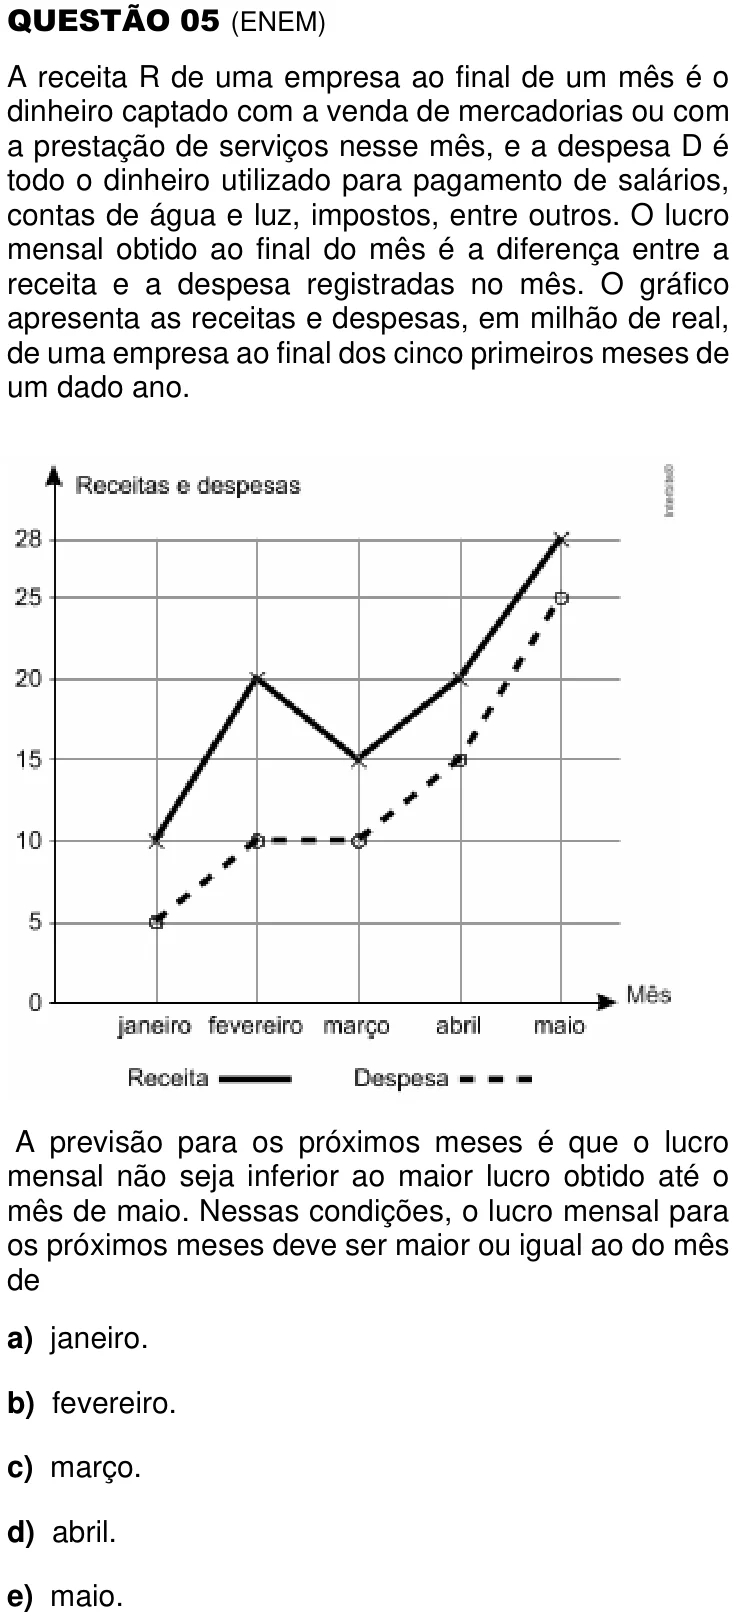 QUESTÃO 05 (ENEM)
A receita R de uma empresa ao final de um mês é o
dinheiro captado com a venda de mercadorias ou com
a prestação de serviços nesse mês, e a despesa D é
todo o dinheiro utilizado para pagamento de salários,
contas de água e luz, impostos, entre outros. O lucro
mensal obtido ao final do mês é a diferença entre a
receita e a despesa registradas no mês. O gráfico
apresenta as receitas e despesas, em milhão de real,
de uma empresa ao final dos cinco primeiros meses de
um dado ano.
Receitas e despesas
Interbits®
28
25
20
15
10
5
0
Mês
janeiro fevereiro março abril maio
Receita Despesa
A previsão para os próximos meses é que o lucro
mensal não seja inferior ao maior lucro obtido até o
mês de maio. Nessas condições, o lucro mensal para
os próximos meses deve ser maior ou igual ao do mês
de
a) janeiro.
b) fevereiro.
c) março.
d) abril.
e) maio.